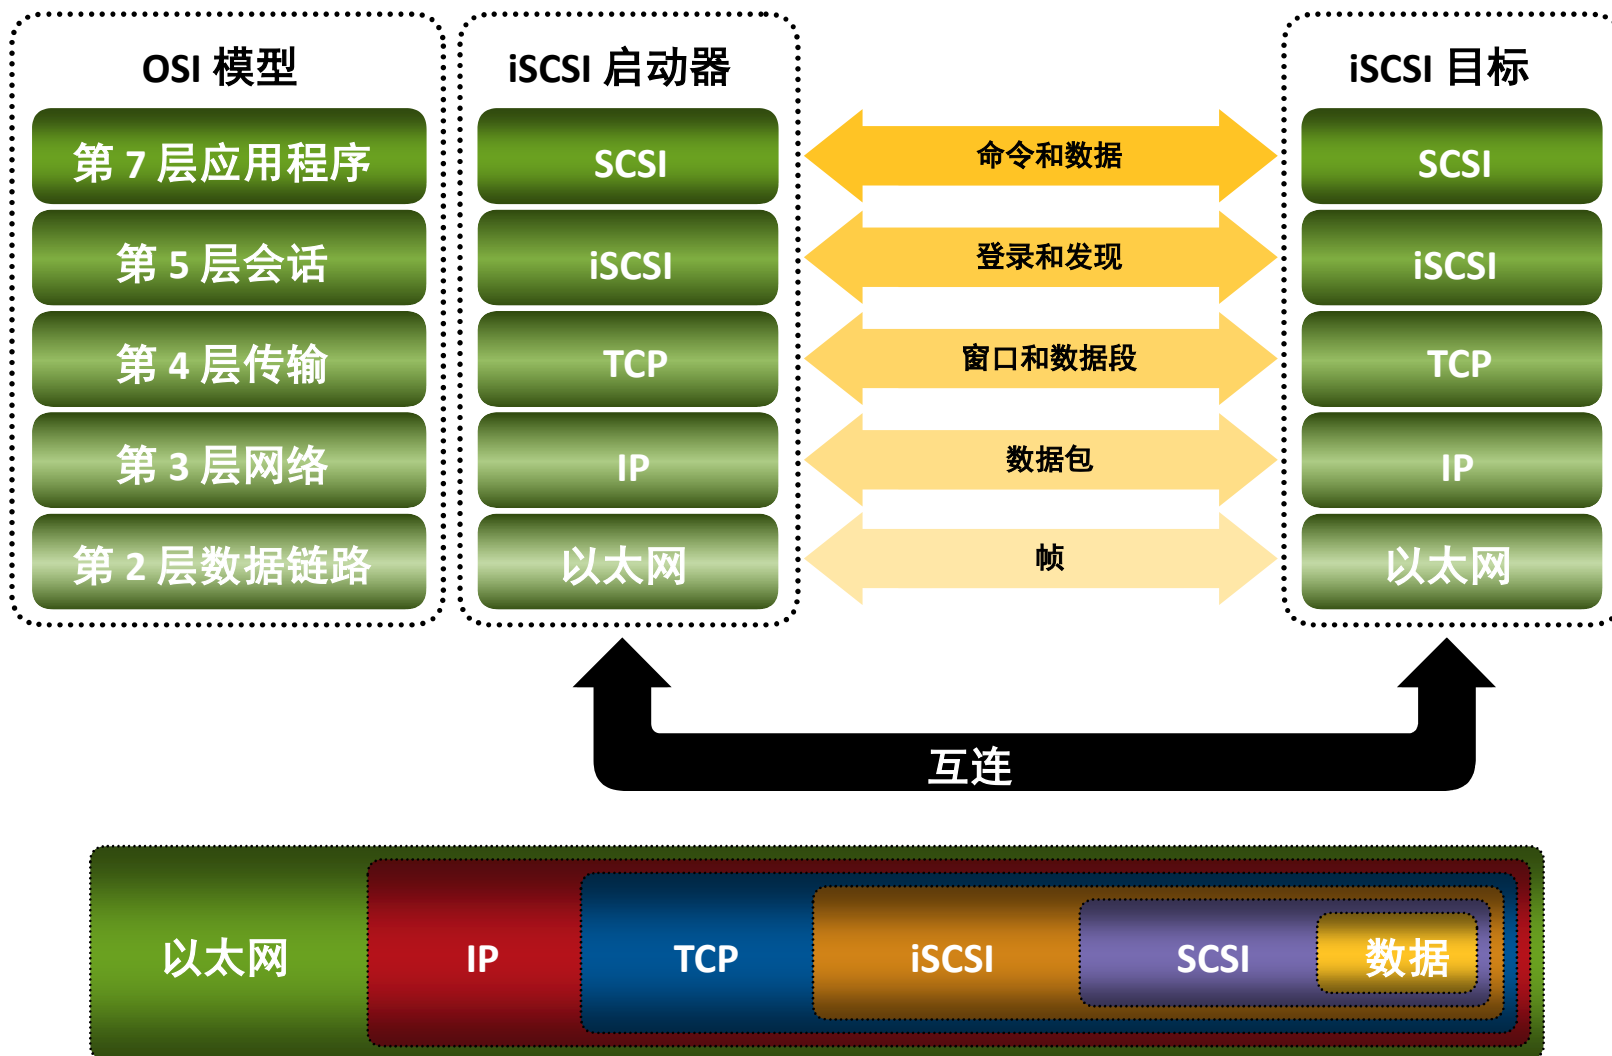 OSI 模型
iSCSI 启动器
iSCSI 目标
第 7 层应用程序
SCSI
命令和数据
SCSI
第 5 层会话
iSCSI
登录和发现
iSCSI
第 4 层传输
TCP
窗口和数据段
TCP
第 3 层网络
IP
数据包
IP
第 2 层数据链路
以太网
帧
以太网
互连
以太网
IP
TCP
iSCSI
SCSI
数据